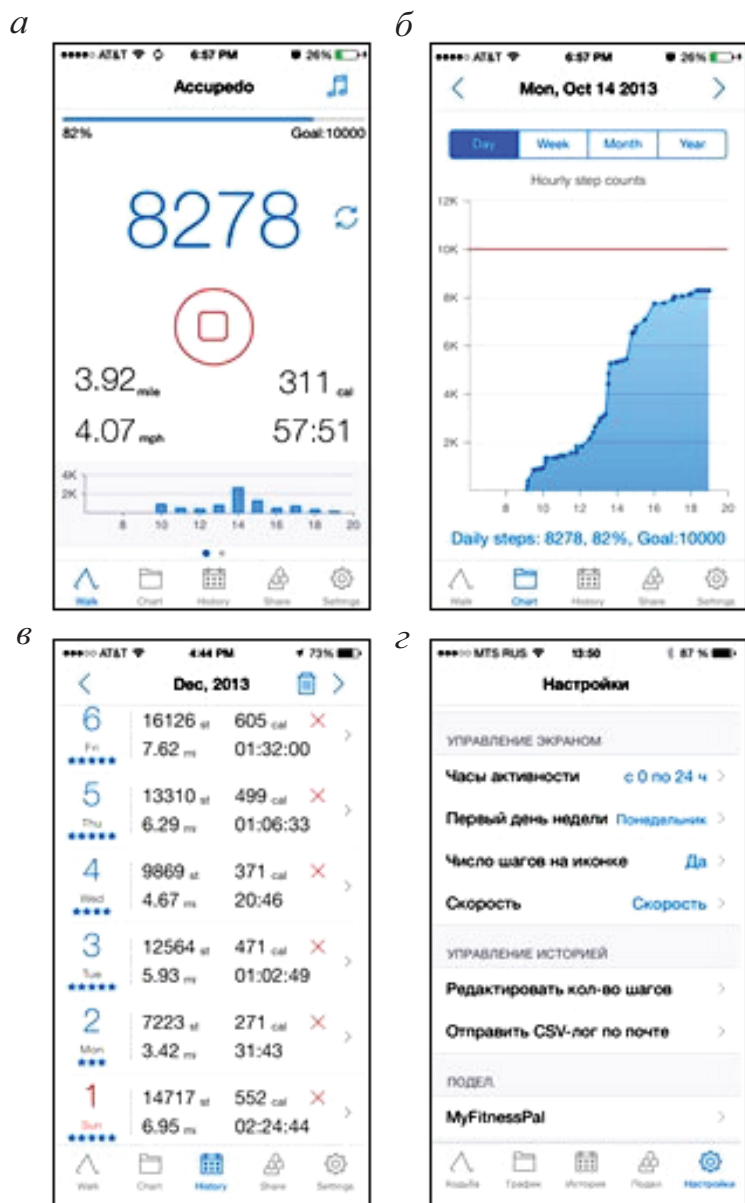 а
AT&T 6:57 PM 26%
Accupedo
82% Goal:10000
8278
3.92 mile 311 cal
4.07 mph 57:51
4K
2K
8 10 12 14 16 18 20
Walk Chart History Share Settings
б
AT&T 6:57 PM 26%
Mon, Oct 14 2013
Day Week Month Year
Hourly step counts
12K
10K
8K
6K
4K
2K
8 10 12 14 16 18 20
Daily steps: 8278, 82%, Goal:10000
Walk Chart History Share Settings
в
AT&T 4:44 PM 73%
Dec, 2013
6 16126 st 605 cal
Fri 7.62 mi 01:32:00
5 13310 st 499 cal
Thu 6.29 mi 01:06:33
4 9869 st 371 cal
Wed 4.67 mi 20:46
3 12564 st 471 cal
Tue 5.93 mi 01:02:49
2 7223 st 271 cal
Mon 3.42 mi 31:43
1 14717 st 552 cal
Sun 6.95 mi 02:24:44
Walk Chart History Share Settings
г
MTS RUS 13:50 87 %
Настройки
УПРАВЛЕНИЕ ЭКРАНОМ
Часы активности с 0 по 24 ч
Первый день недели Понедельник
Число шагов на иконке Да
Скорость Скорость
УПРАВЛЕНИЕ ИСТОРИЕЙ
Редактировать кол-во шагов
Отправить CSV-лог по почте
ПОДЕЛ.
MyFitnessPal
Ходьба График История Подел. Настройки